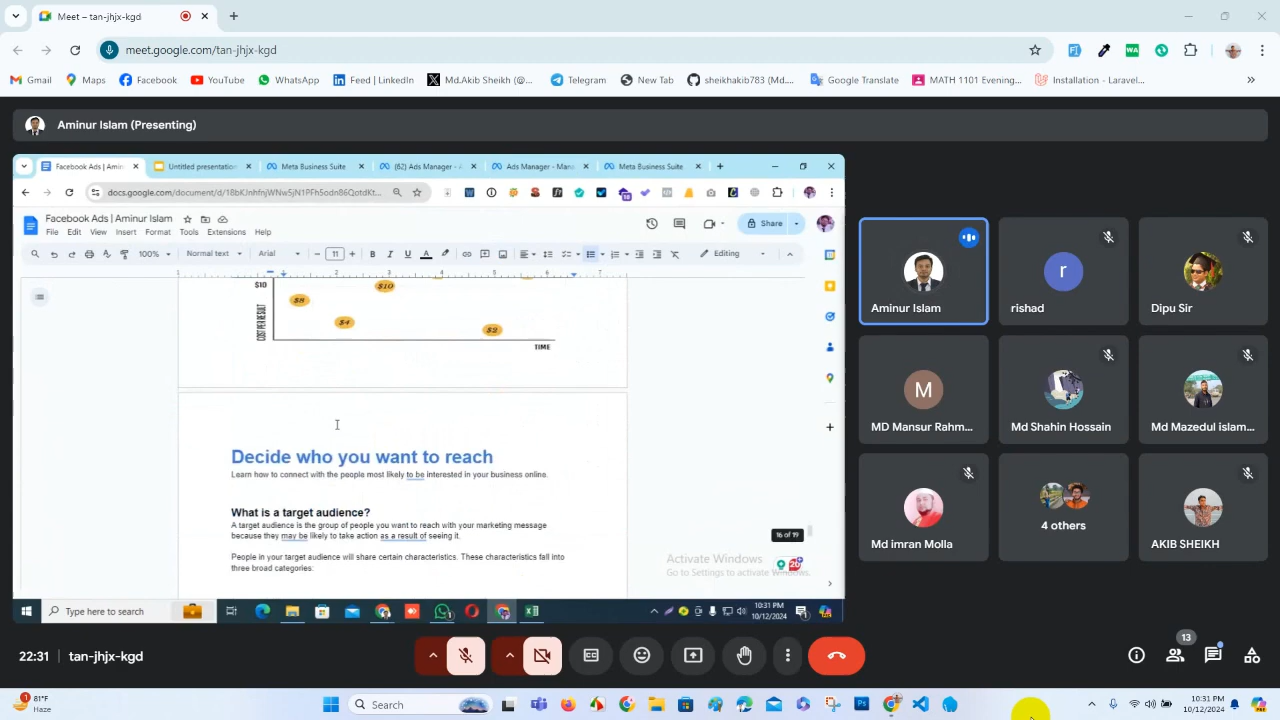 Meet – tan-jhjx-kgd
meet.google.com/tan-jhjx-kgd
Gmail
Maps
Facebook
YouTube
WhatsApp
Feed | LinkedIn
Md.Akib Sheikh (@...
Telegram
New Tab
sheikhakib783 (Md....
Google Translate
MATH 1101 Evening...
Installation - Laravel...
Aminur Islam (Presenting)
Facebook Ads | Amin
Untitled presentation
Meta Business Suite
(62) Ads Manager -
Ads Manager - Man
Meta Business Suite
Facebook Ads | Aminur Islam
File Edit View Insert Format Tools Extensions Help
Share
100%
Normal text
Arial
11
Editing
$10
$10
$8
$4
$2
COST PER RESULT
TIME
Decide who you want to reach
Learn how to connect with the people most likely to be interested in your business online.
What is a target audience?
A target audience is the group of people you want to reach with your marketing message
because they may be likely to take action as a result of seeing it.
People in your target audience will share certain characteristics. These characteristics fall into
three broad categories:
16 of 19
Activate Windows
Go to Settings to activate Windows.
Type here to search
10:31 PM
10/12/2024
Aminur Islam
r
rishad
Dipu Sir
M
MD Mansur Rahm...
Md Shahin Hossain
Md Mazedul islam...
Md imran Molla
4 others
AKIB SHEIKH
22:31 | tan-jhjx-kgd
13
81°F
Haze
Search
10:31 PM
10/12/2024